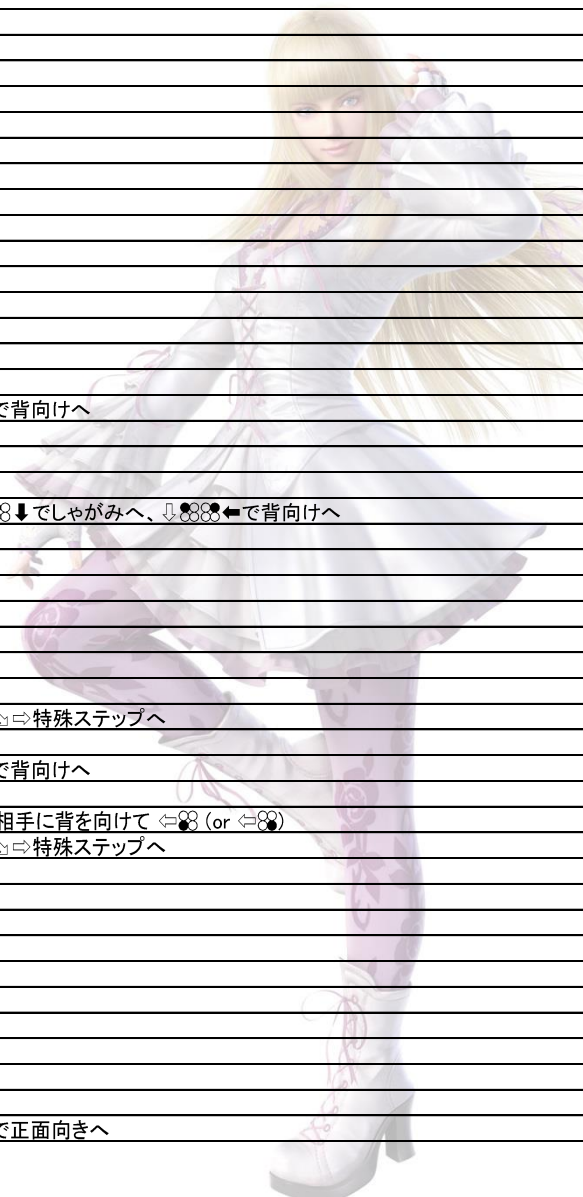 で背向けへ
⬇でしゃがみへ、⇩⬅で背向けへ
⇨特殊ステップへ
で背向けへ
相手に背を向けて ⇦ (or ⇦)
⇨特殊ステップへ
で正面向きへ